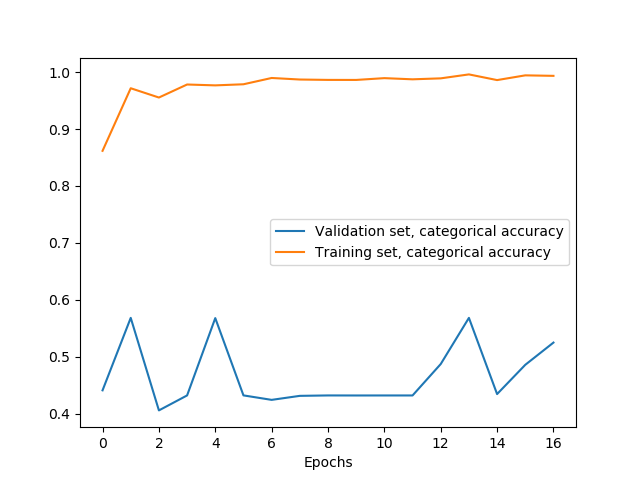 1.0
0.9
0.8
0.7
Validation set, categorical accuracy
Training set, categorical accuracy
0.6
0.5
0.4
0 2 4 6 8 10 12 14 16
Epochs